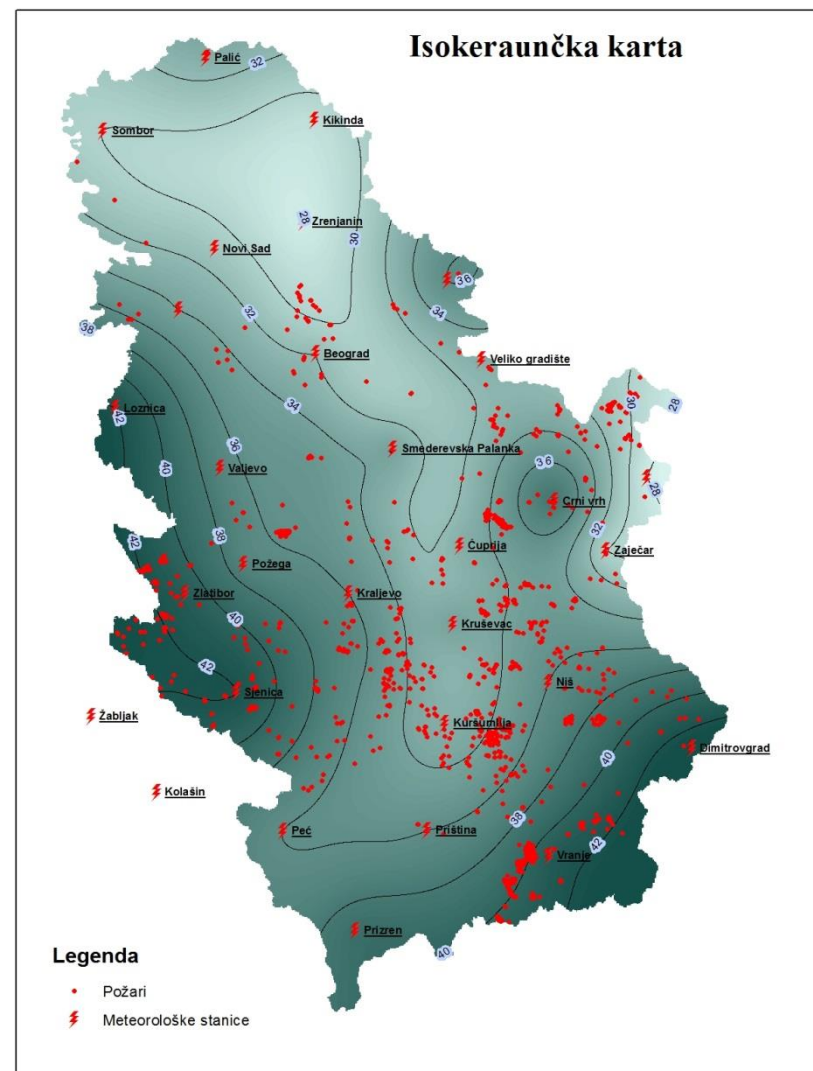 Isokeraunčka karta
32
Palić
Kikinda
Sombor
28
Zrenjanin
30
Novi Sad
36
34
32
38
Beograd
Veliko gradište
28
30
34
Loznica
42
36
Smederevska Palanka
36
Valjevo
40
28
Crni vrh
32
38
Ćuprija
Zaječar
42
Požega
Zlatibor
Kraljevo
40
Kruševac
42
Sjenica
Niš
Žabljak
Kuršumlija
Dimitrovgrad
40
Kolašin
38
Peć
Priština
42
Vranje
Prizren
40
Legenda
Požari
Meteorološke stanice